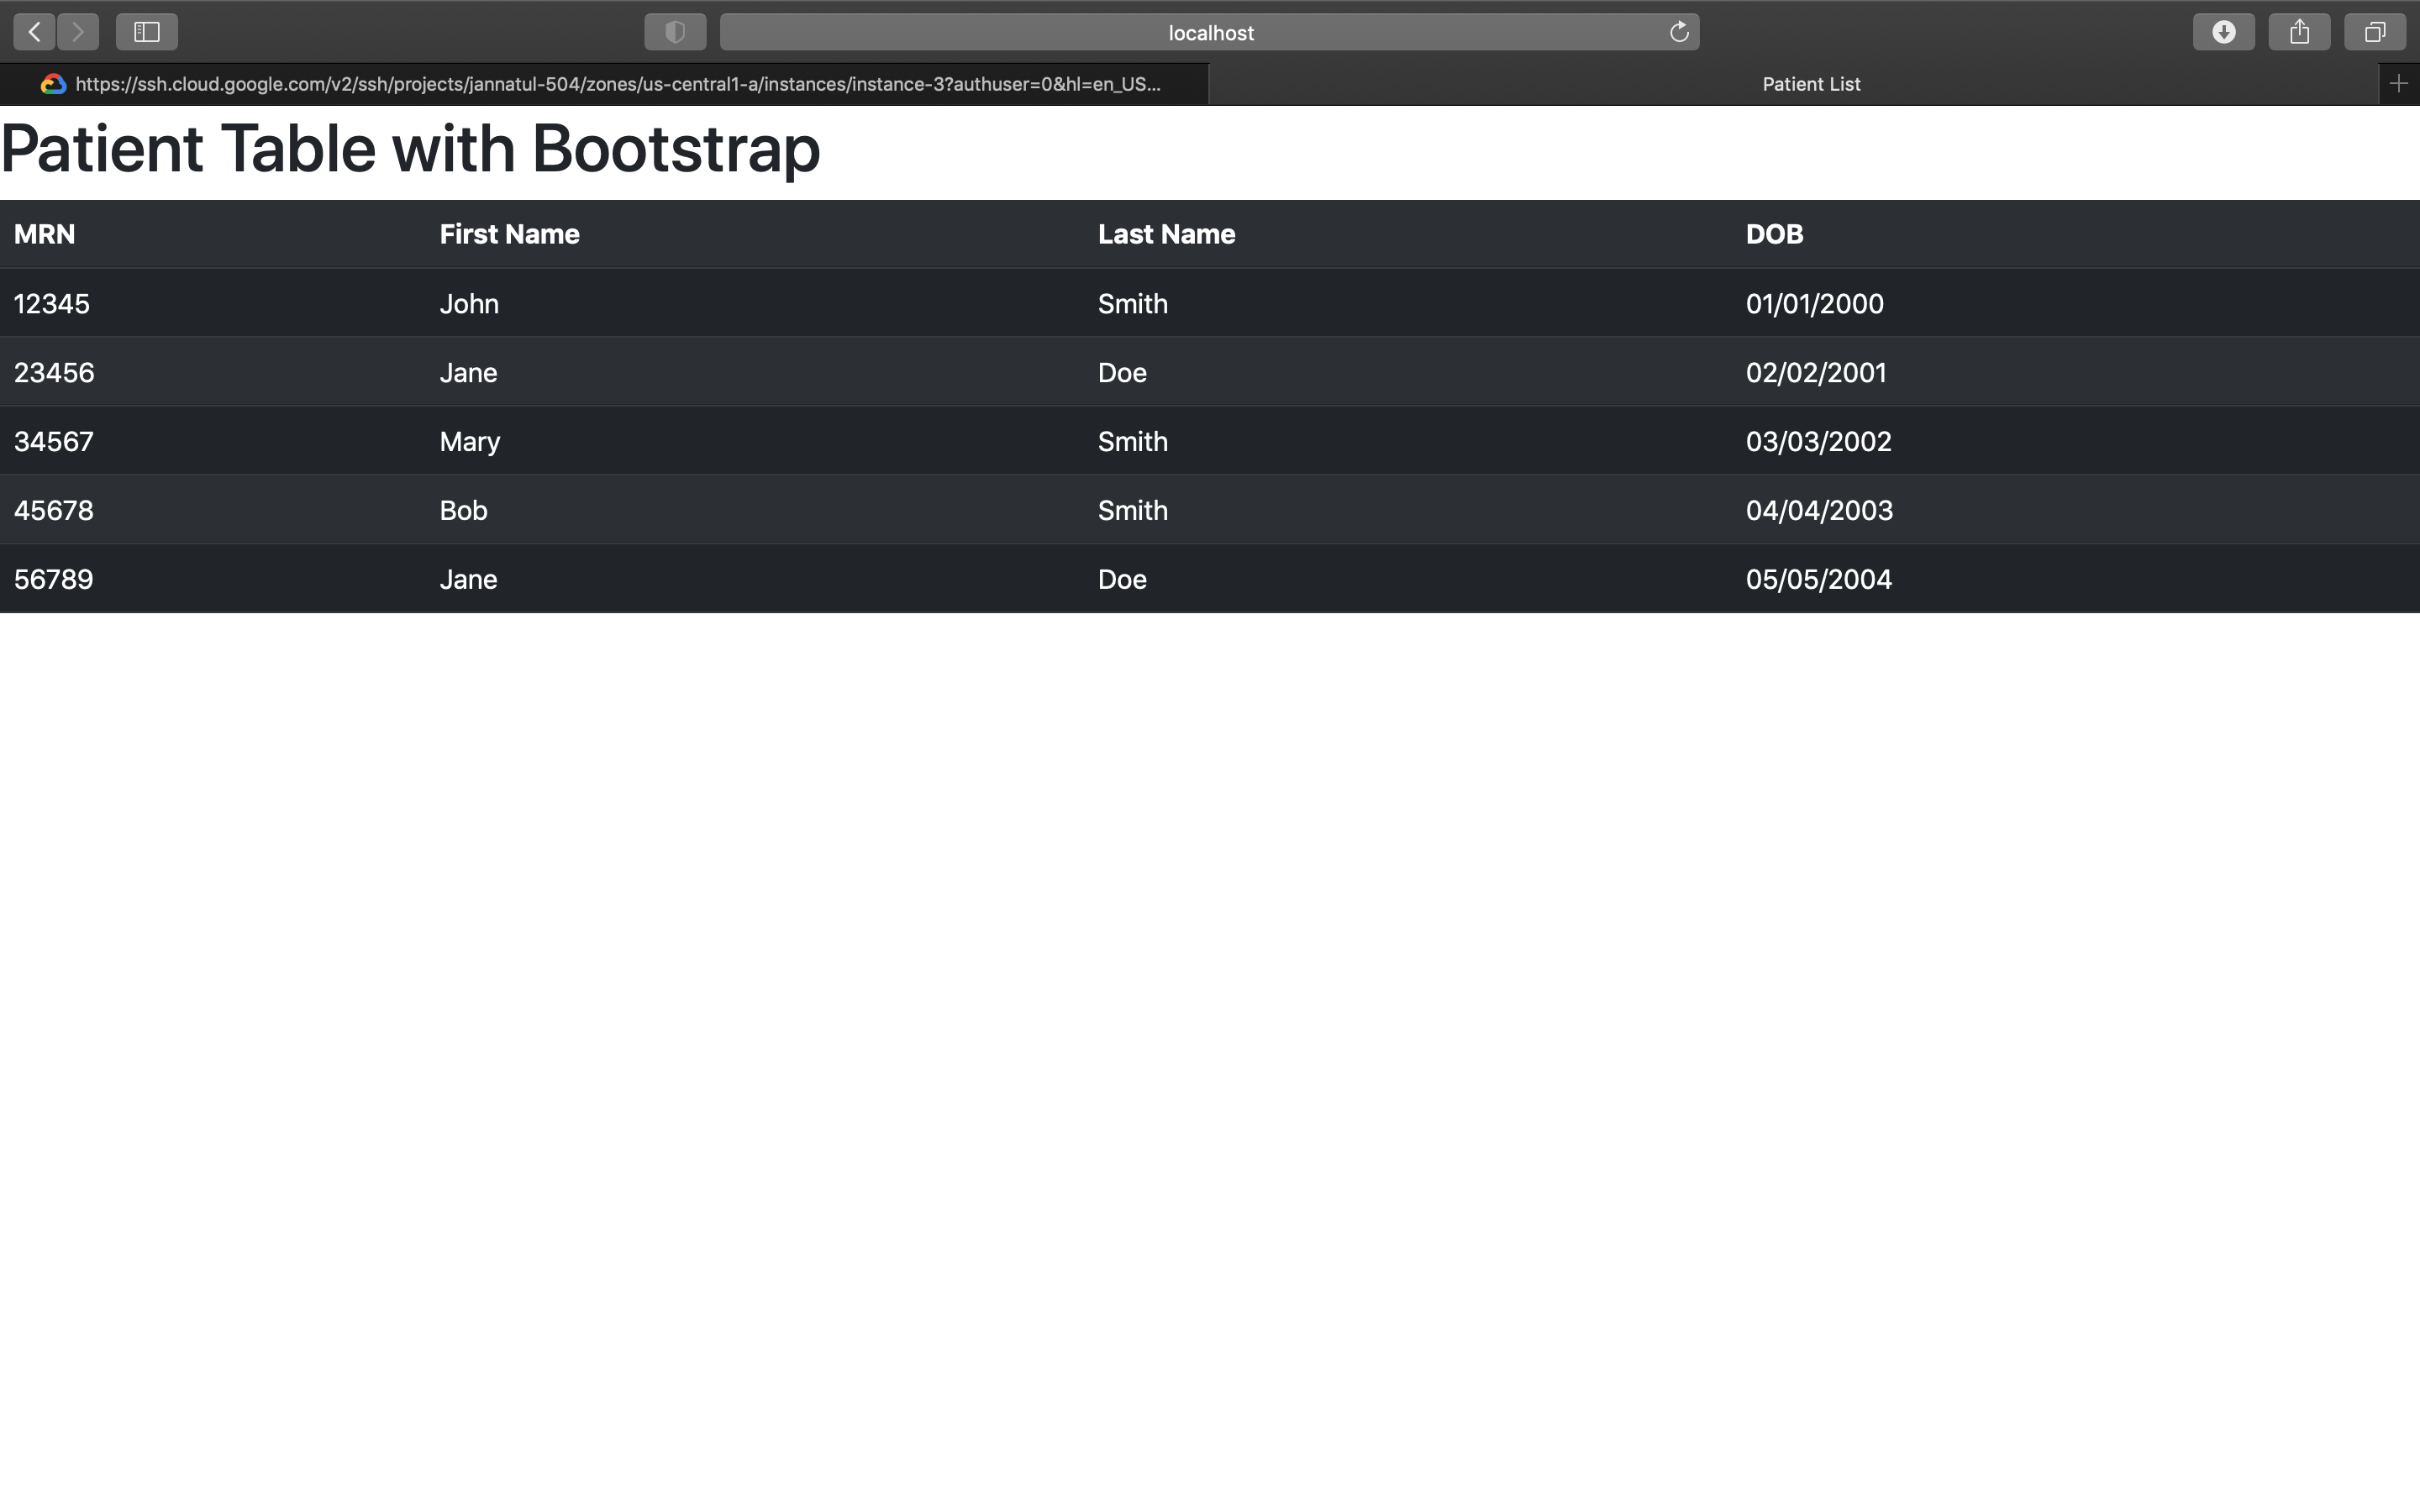 localhost
https://ssh.cloud.google.com/v2/ssh/projects/jannatul-504/zones/us-central1-a/instances/instance-3?authuser=0&hl=en_US... Patient List
Patient Table with Bootstrap
MRN First Name Last Name DOB
12345 John Smith 01/01/2000
23456 Jane Doe 02/02/2001
34567 Mary Smith 03/03/2002
45678 Bob Smith 04/04/2003
56789 Jane Doe 05/05/2004